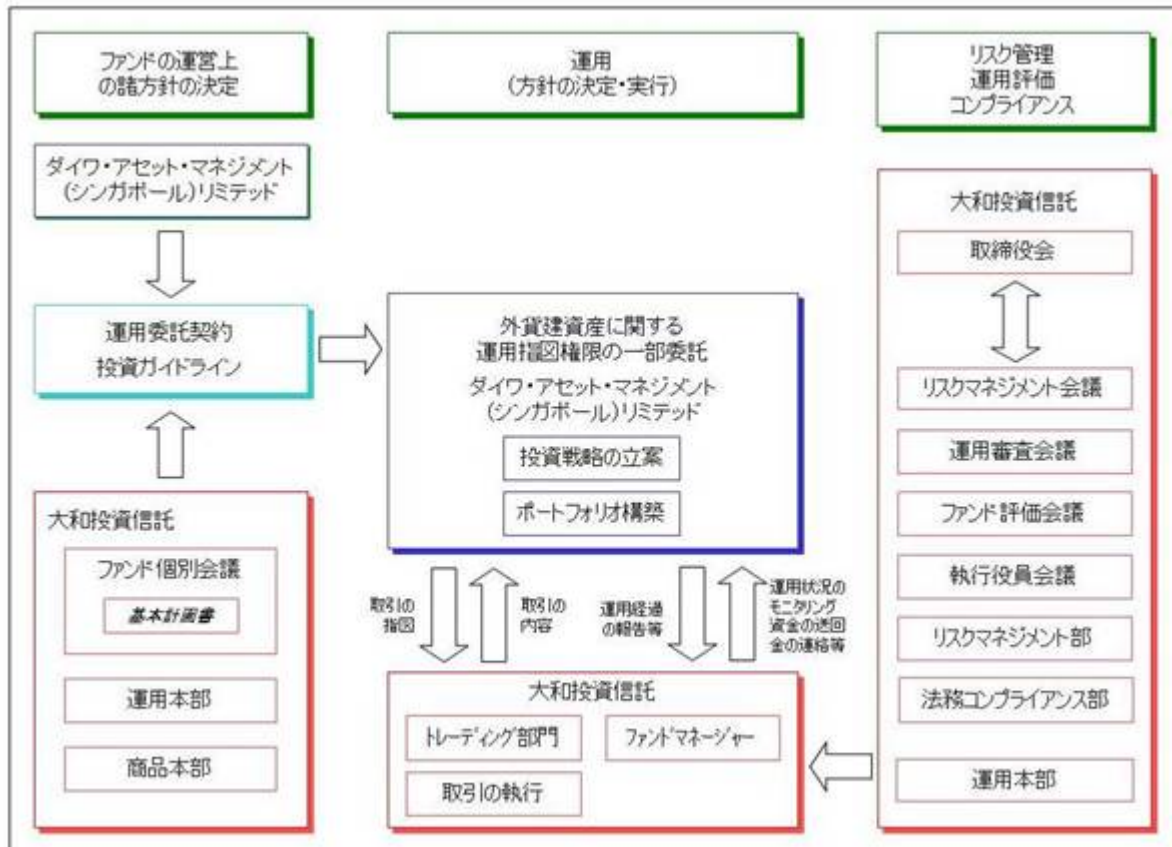 ファンドの運営上
の諸方針の決定
運用
(方針の決定・実行)
リスク管理
運用評価
コンプライアンス
ダイワ・アセット・マネジメント
(シンガポール)リミテッド
運用委託契約
投資ガイドライン
大和投資信託
ファンド個別会議
基本計画書
運用本部
商品本部
外貨建資産に関する
運用指図権限の一部委託
ダイワ・アセット・マネジメント
(シンガポール)リミテッド
投資戦略の立案
ポートフォリオ構築
取引の
指図
取引の
内容
運用経過
の報告等
運用状況の
モニタリング
資金の送回
金の連絡等
大和投資信託
トレーディング部門
ファンドマネージャー
取引の執行
大和投資信託
取締役会
リスクマネジメント会議
運用審査会議
ファンド評価会議
執行役員会議
リスクマネジメント部
法務コンプライアンス部
運用本部